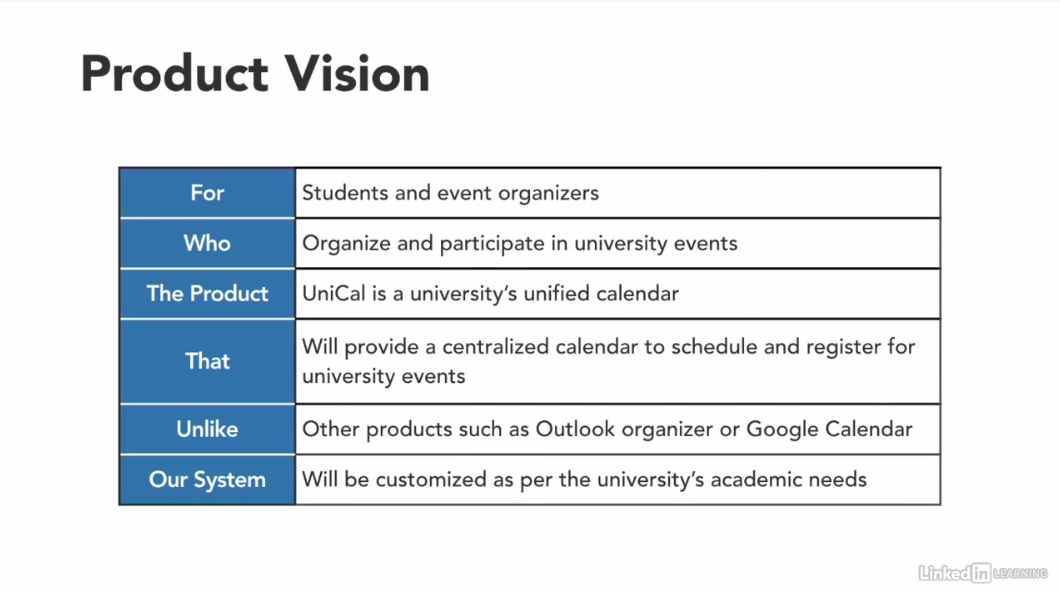 Product Vision
For
Students and event organizers
Who
Organize and participate in university events
The Product
UniCal is a university's unified calendar
That
Will provide a centralized calendar to schedule and register for
university events
Unlike
Other products such as Outlook organizer or Google Calendar
Our System
Will be customized as per the university's academic needs
Linked in LEARNING